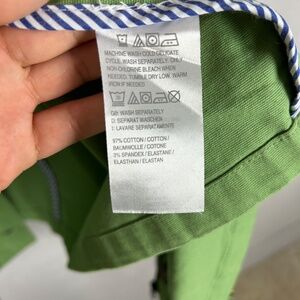 MACHINE WASH COLD DELICATE
CYCLE, WASH SEPARATELY, ONLY
NON-CHLORINE BLEACH WHEN
NEEDED, TUMBLE DRY LOW, WARM
IRON IF NEEDED
GB: WASH SEPARATELY
D: SEPARAT WASCHEN
I: LAVARE SEPARATAMENTE
97% COTTON / COTTON /
BAUMWOLLE / COTONE
3% SPANDEX / ELASTANE /
ELASTHAN / ELASTAN